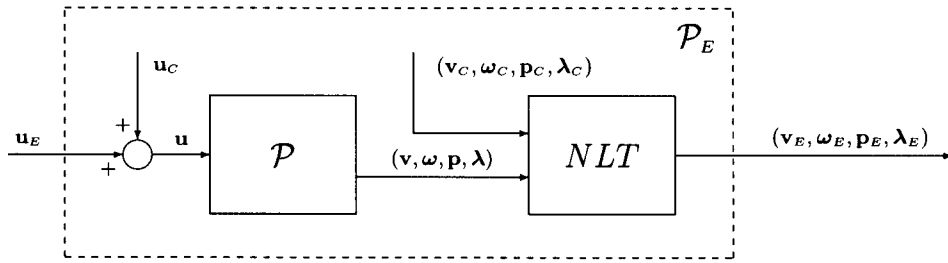 𝒫_E
u_C
(v_C, ω_C, p_C, λ_C)
+
u_E
+
u
𝒫
(v, ω, p, λ)
NLT
(v_E, ω_E, p_E, λ_E)